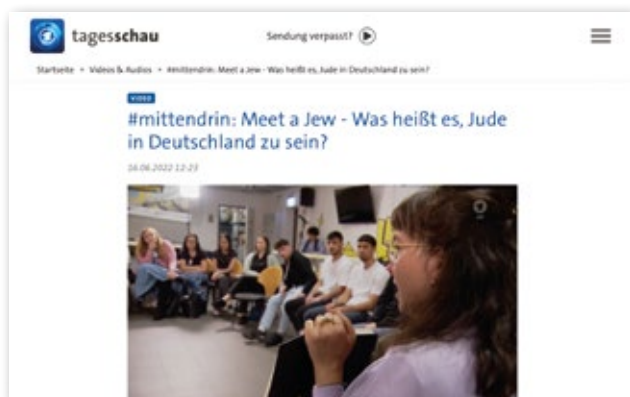 tagesschau
Sendung verpasst?
Startseite • Videos & Audios • #mittendrin: Meet a Jew - Was heißt es, Jude in Deutschland zu sein?
VIDEO
#mittendrin: Meet a Jew - Was heißt es, Jude
in Deutschland zu sein?
16.06.2022 12:23